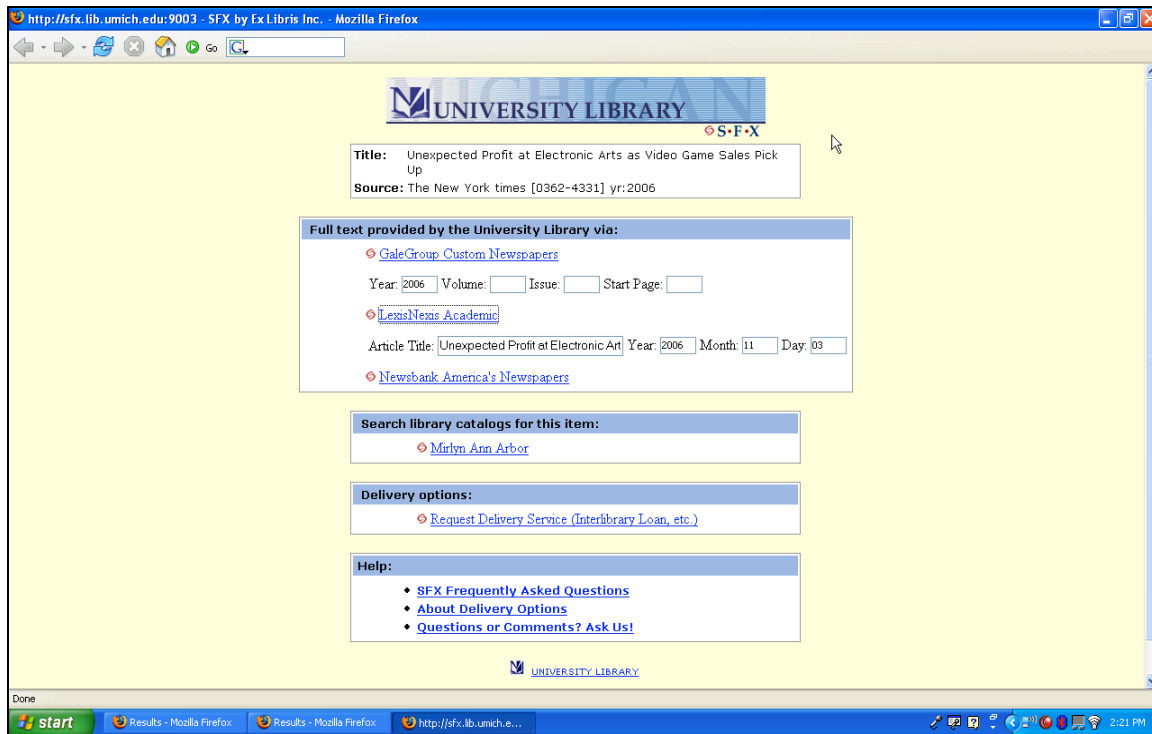 http://sfx.lib.umich.edu:9003 - SFX by Ex Libris Inc. - Mozilla Firefox
Go G
MICHIGAN
UNIVERSITY LIBRARY
S·F·X
Title: Unexpected Profit at Electronic Arts as Video Game Sales Pick
Up
Source: The New York times [0362-4331] yr:2006
Full text provided by the University Library via:
GaleGroup Custom Newspapers
Year: 2006 Volume: Issue: Start Page:
LexisNexis Academic
Article Title: Unexpected Profit at Electronic Art Year: 2006 Month: 11 Day: 03
Newsbank America's Newspapers
Search library catalogs for this item:
Mirlyn Ann Arbor
Delivery options:
Request Delivery Service (Interlibrary Loan, etc.)
Help:
SFX Frequently Asked Questions
About Delivery Options
Questions or Comments? Ask Us!
UNIVERSITY LIBRARY
Done
start Results - Mozilla Firefox Results - Mozilla Firefox http://sfx.lib.umich.e... 2:21 PM